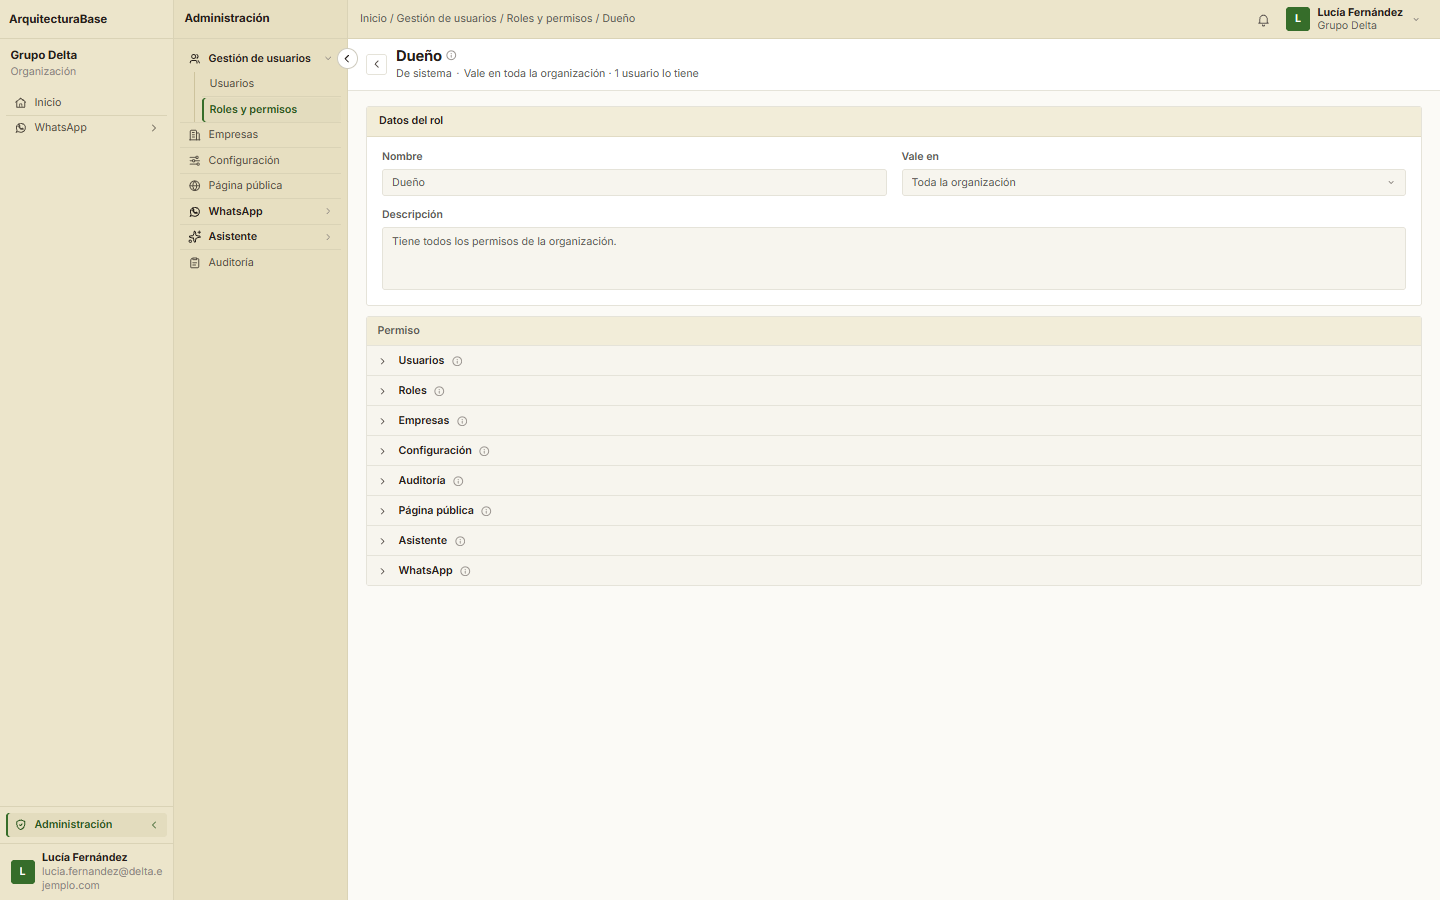 ArquitecturaBase
Grupo Delta
Organización
Inicio
WhatsApp
Administración
Lucía Fernández
lucia.fernandez@delta.e
jemplo.com
L
Administración
Gestión de usuarios
Usuarios
Roles y permisos
Empresas
Configuración
Página pública
WhatsApp
Asistente
Auditoría
Inicio / Gestión de usuarios / Roles y permisos / Dueño
L
Lucía Fernández
Grupo Delta
Dueño
De sistema · Vale en toda la organización · 1 usuario lo tiene
Datos del rol
Nombre
Dueño
Vale en
Toda la organización
Descripción
Tiene todos los permisos de la organización.
Permiso
Usuarios
Roles
Empresas
Configuración
Auditoría
Página pública
Asistente
WhatsApp